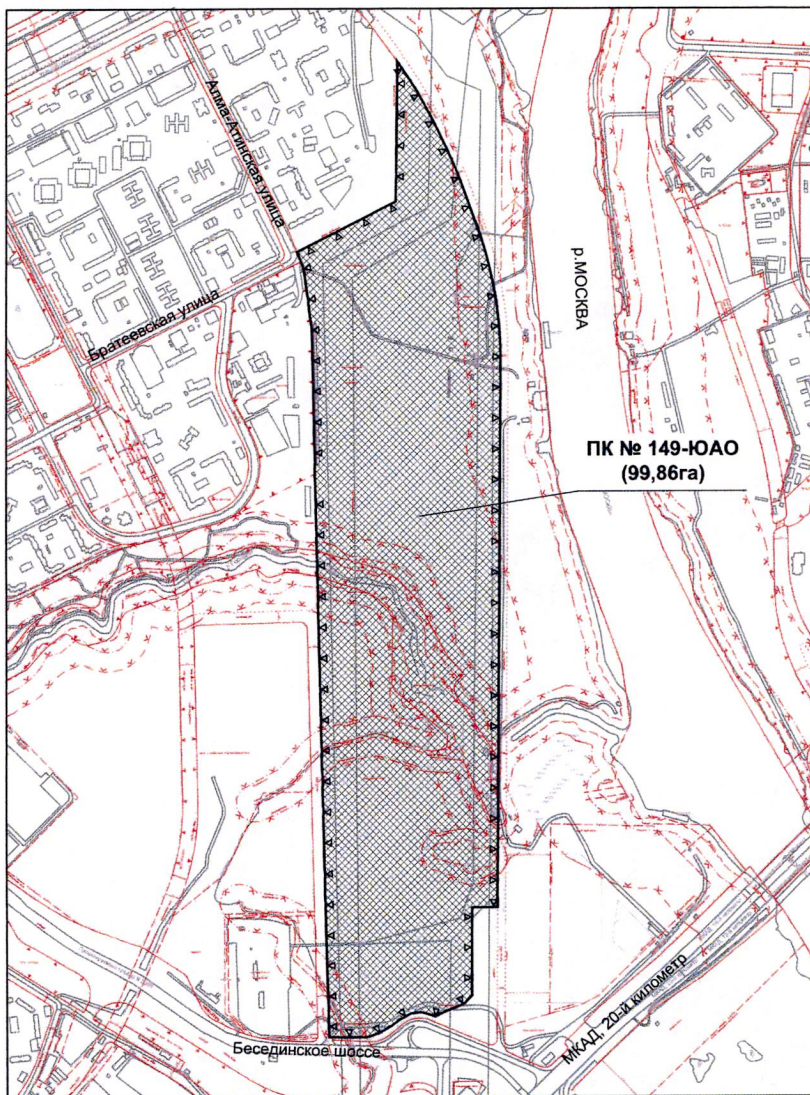 Алма-Атинская улица
Братеевская улица
р.МОСКВА
ПК № 149-ЮАО
(99,86га)
МКАД, 20-й километр
Бесединское шоссе